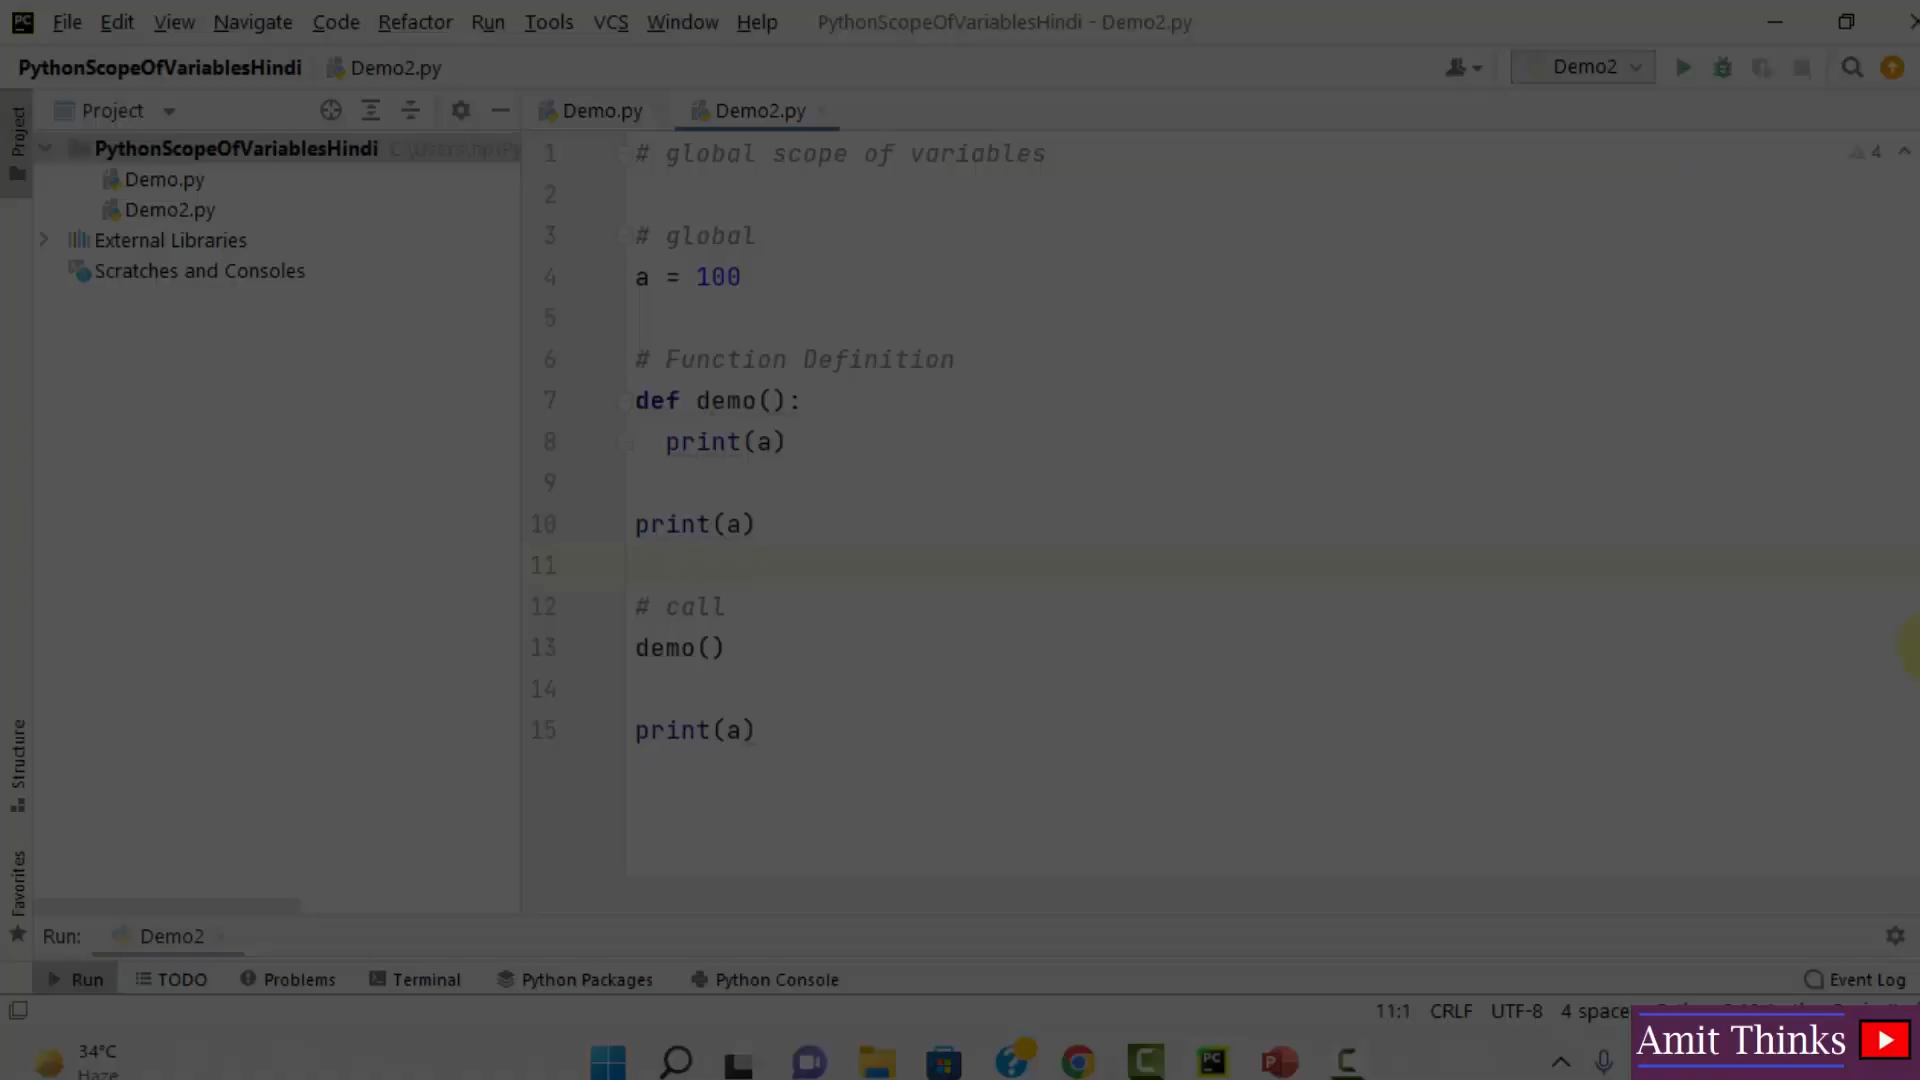 File Edit View Navigate Code Refactor Run Tools VCS Window Help PythonScopeOfVariablesHindi - Demo2.py
PythonScopeOfVariablesHindi Demo2.py Demo2
Project
Project Demo.py Demo2.py
PythonScopeOfVariablesHindi
Demo.py
Demo2.py
External Libraries
Scratches and Consoles
1 # global scope of variables 4
2
3 # global
4 a = 100
5
6 # Function Definition
7 def demo():
8 print(a)
9
10 print(a)
11
12 # call
13 demo()
14
15 print(a)
Structure
Favorites
Run: Demo2
Run TODO Problems Terminal Python Packages Python Console Event Log
11:1 CRLF UTF-8 4 space
34°C
Haze
Amit Thinks